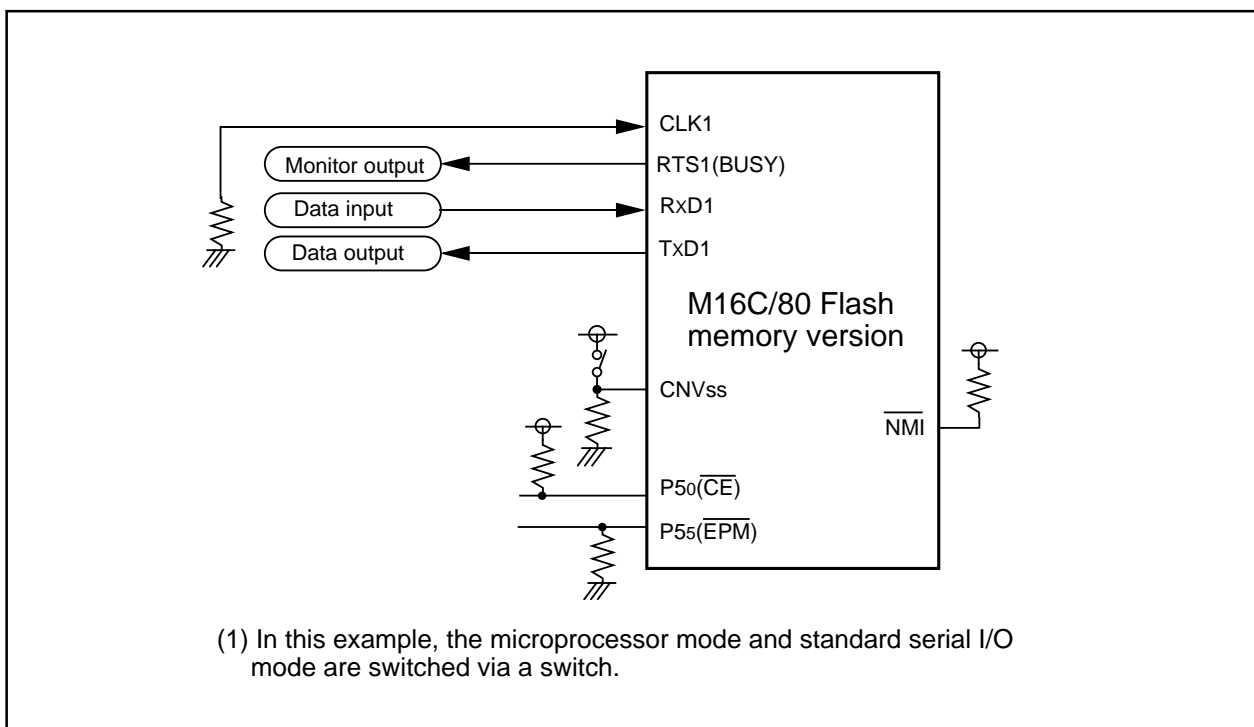 CLK1
Monitor output
RTS1(BUSY)
Data input
RXD1
Data output
TXD1
M16C/80 Flash
memory version
CNVss
NMI
P50(CE)
P55(EPM)
(1) In this example, the microprocessor mode and standard serial I/O
mode are switched via a switch.